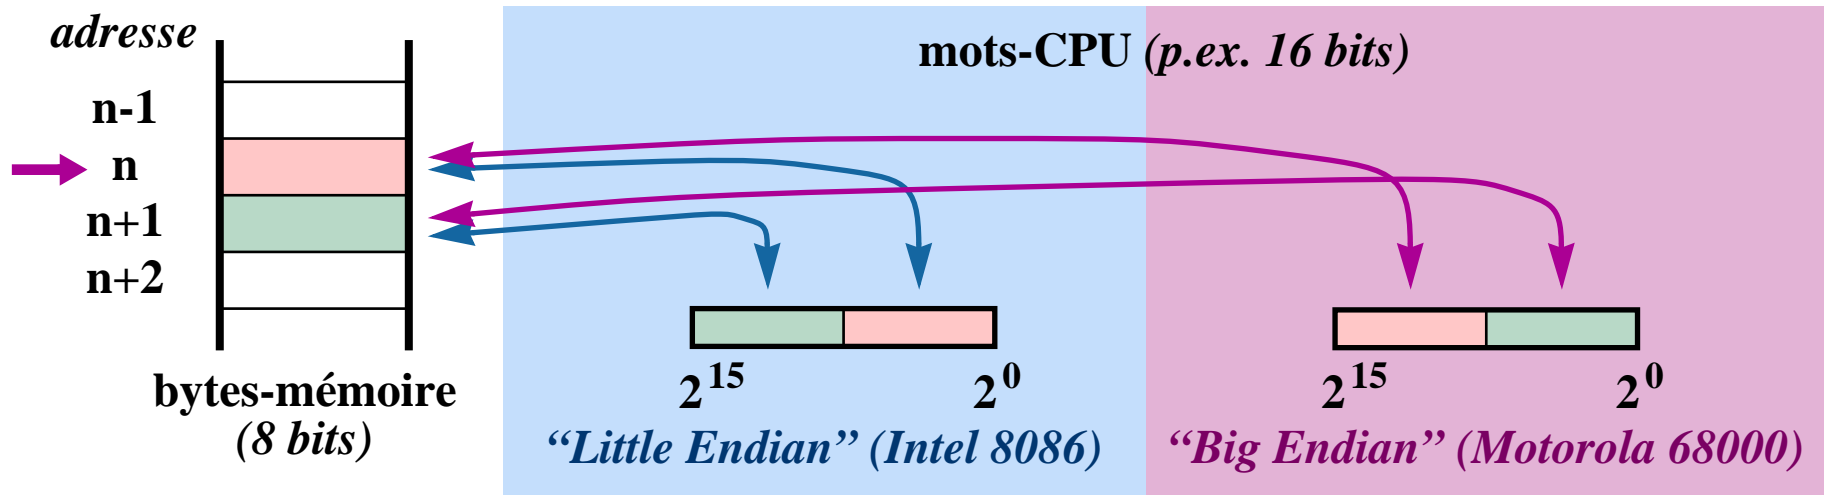 adresse
n-1
n
n+1
n+2
bytes-mémoire
(8 bits)
mots-CPU (p.ex. 16 bits)
2^15 2^0
“Little Endian” (Intel 8086)
2^15 2^0
“Big Endian” (Motorola 68000)